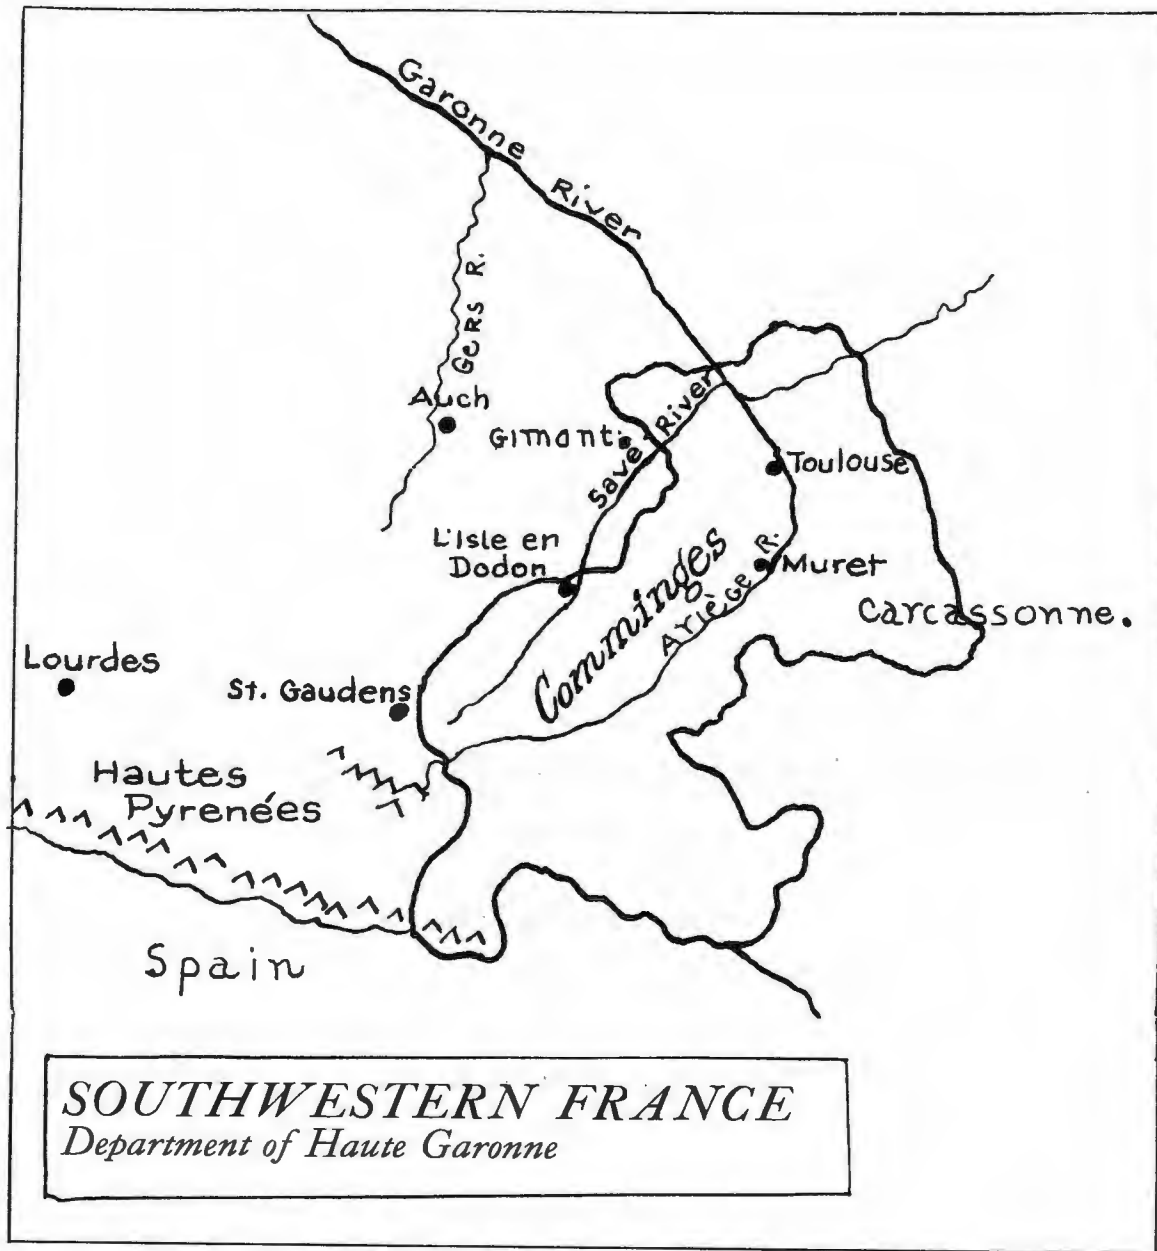 Garonne River
GERS R.
Auch
Gimont
Save River
Toulouse
L'Isle en
Dodon
Comminges
Ariège R.
Muret
Carcassonne.
Lourdes
St. Gaudens
Hautes
Pyrenées
Spain
SOUTHWESTERN FRANCE
Department of Haute Garonne